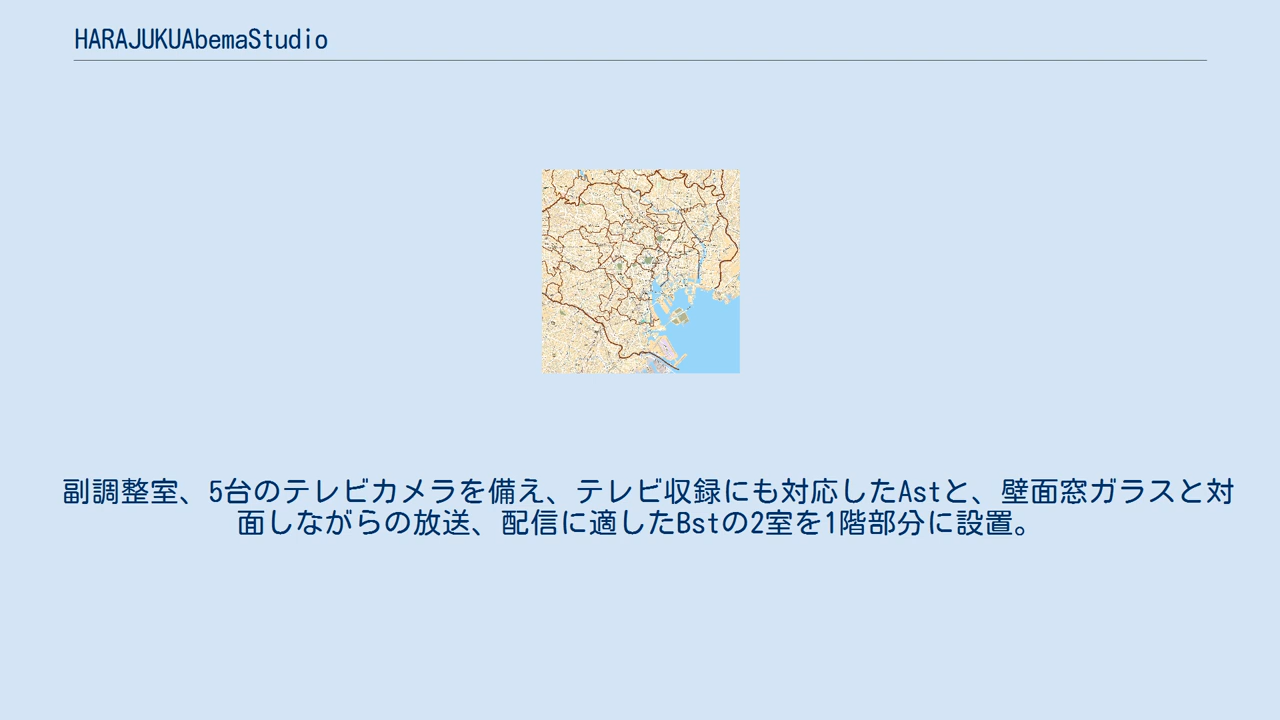 HARAJUKUAbemaStudio
副調整室、5台のテレビカメラを備え、テレビ収録にも対応したAstと、壁面窓ガラスと対
面しながらの放送、配信に適したBstの2室を1階部分に設置。